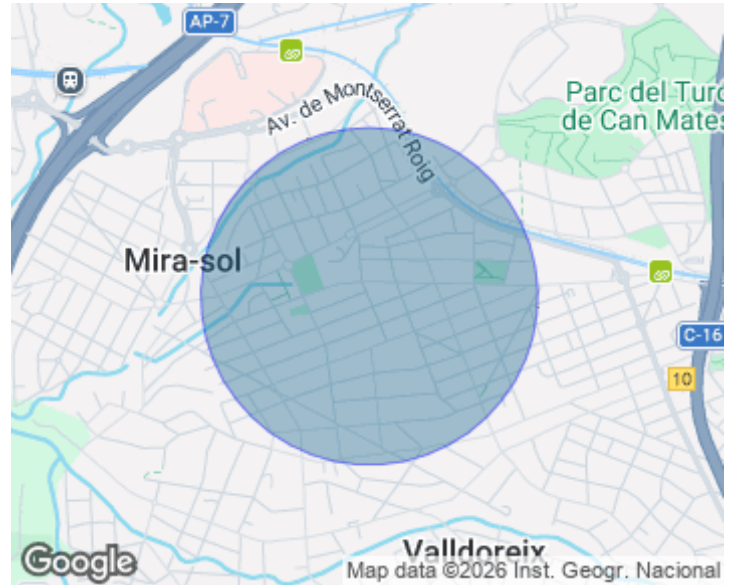 AP-7
Av. de Montserrat Roig
Parc del Turó
de Can Mates
Mira-sol
C-16
10
Valldoreix
Google
Map data ©2026 Inst. Geogr. Nacional